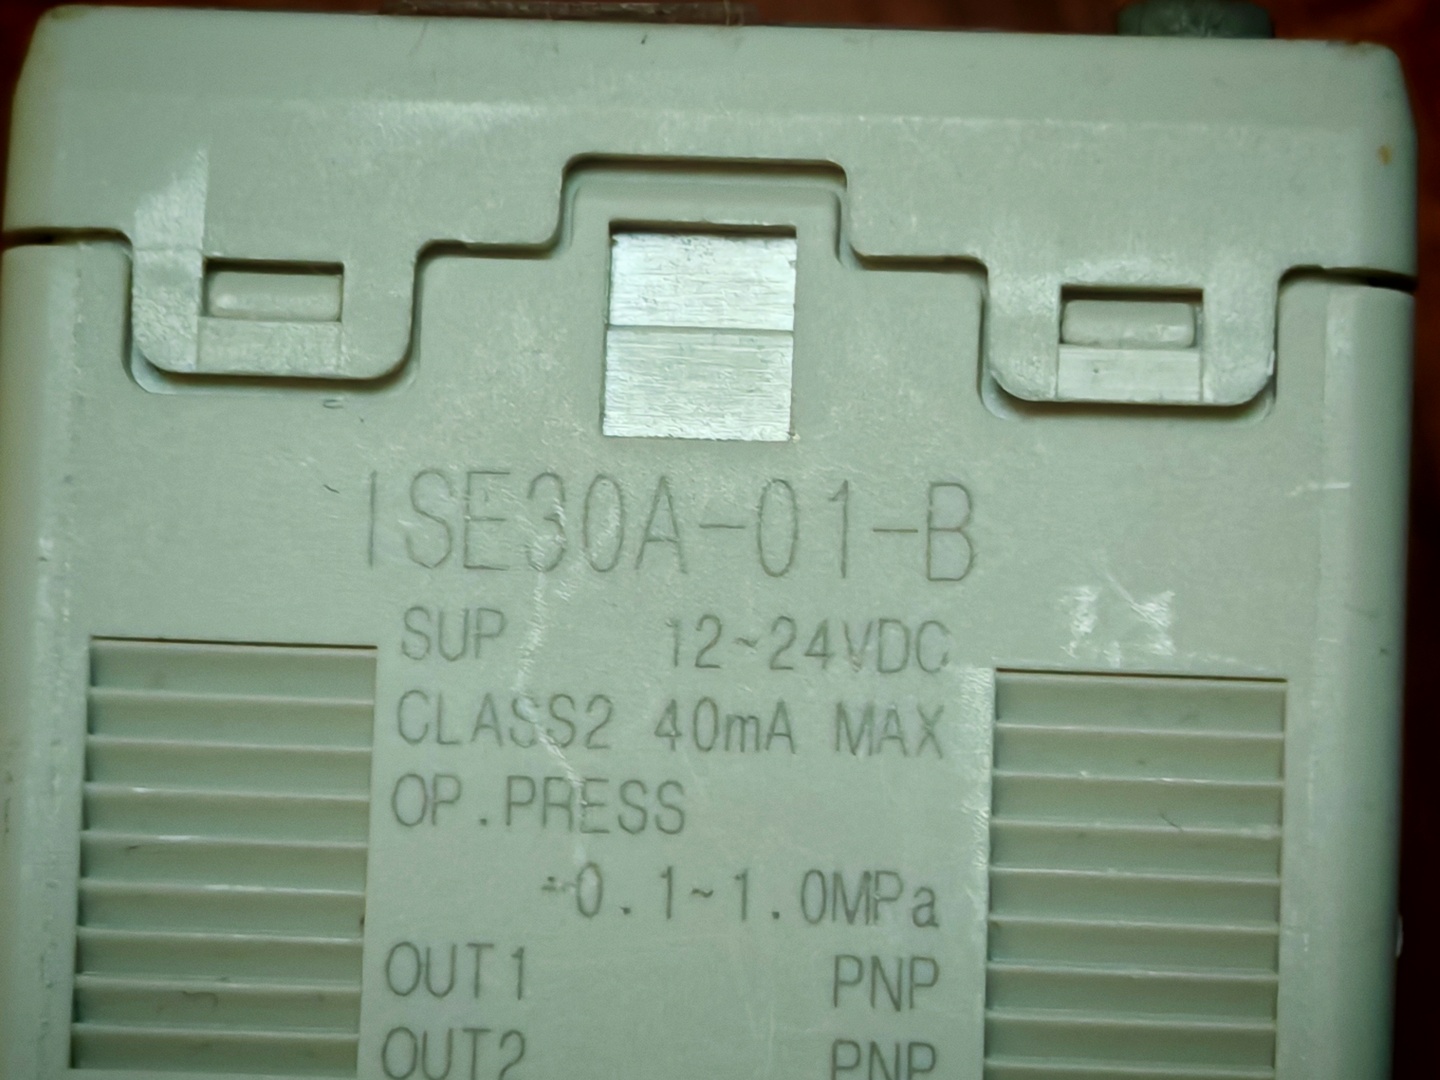 ISE30A-01-B
SUP 12~24VDC
CLASS2 40mA MAX
OP.PRESS
-0.1~1.0MPa
OUT1 PNP
OUT2 PNP